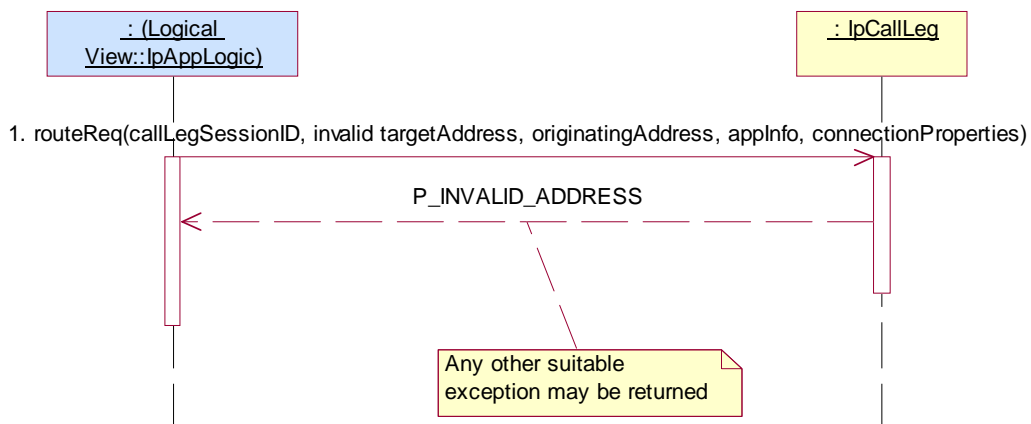 : (Logical
View::IpAppLogic)
: IpCallLeg
1. routeReq(callLegSessionID, invalid targetAddress, originatingAddress, appInfo, connectionProperties)
P_INVALID_ADDRESS
Any other suitable
exception may be returned